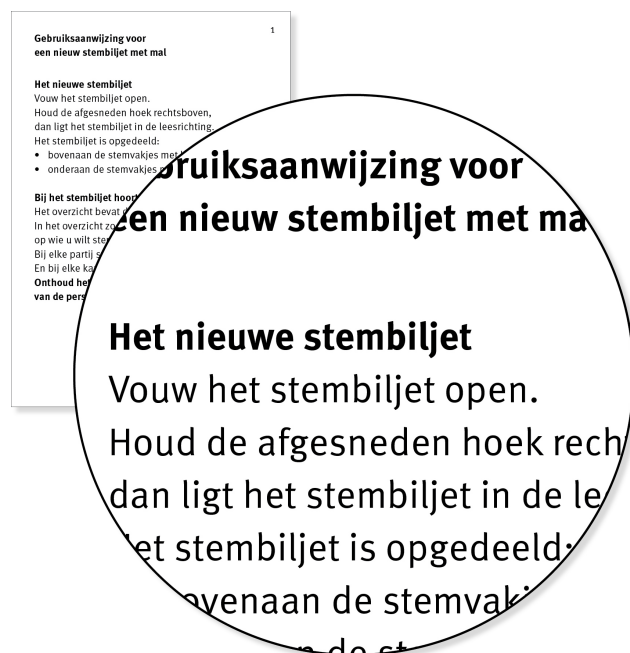 1
Gebruiksaanwijzing voor
een nieuw stembiljet met mal
Het nieuwe stembiljet
Vouw het stembiljet open.
Houd de afgesneden hoek rechtsboven,
dan ligt het stembiljet in de leesrichting.
Het stembiljet is opgedeeld:
• bovenaan de stemvakjes met
• onderaan de stemvakjes
Bij het stembiljet hoort
Het overzicht bevat
In het overzicht
op wie u wilt
Bij elke partij
En bij elke
Onthoud het
van de
voor
een nieuw stembiljet met
Het nieuwe stembiljet
Vouw het stembiljet open.
Houd de afgesneden hoek
dan ligt het stembiljet in de
Het stembiljet is opgedeeld:
de
de